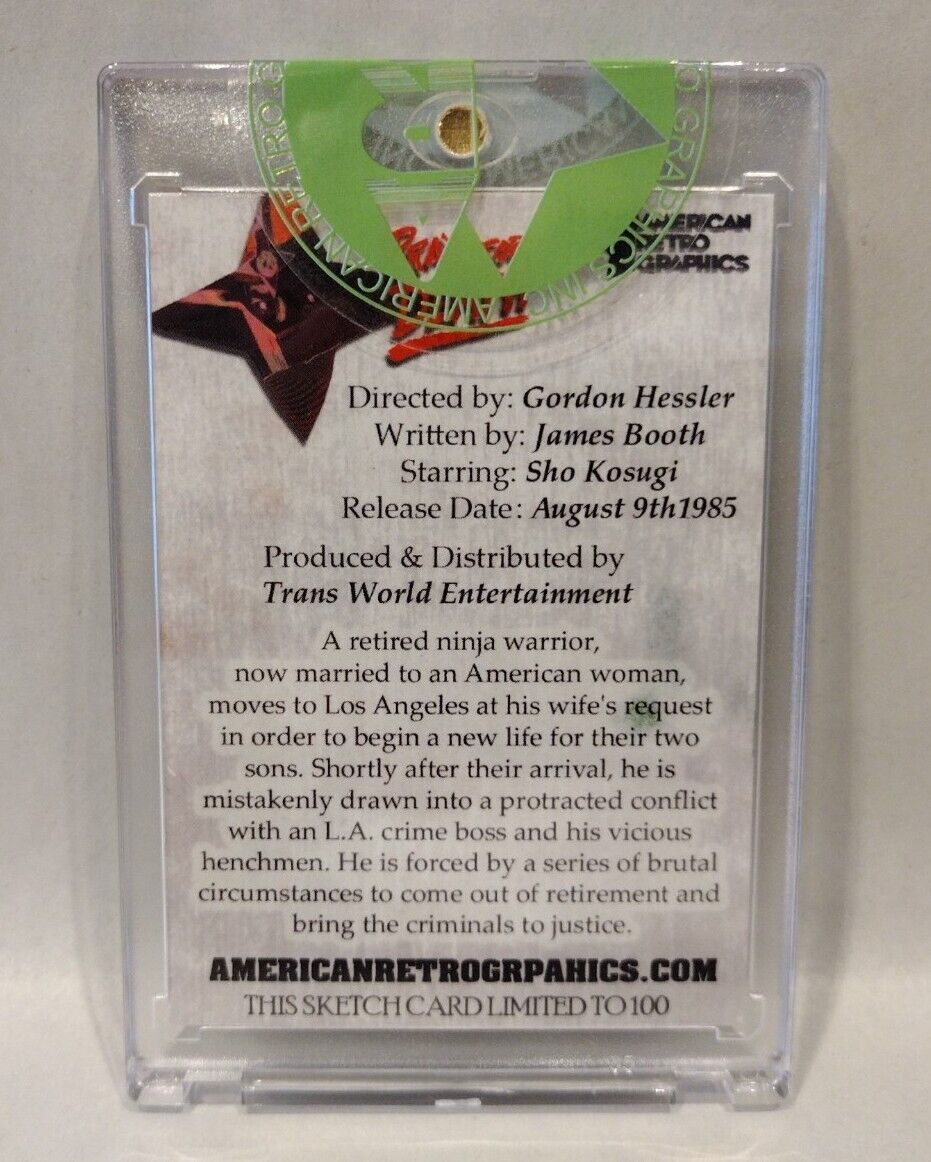 AMERICAN
RETRO
GRAPHICS
AMERICAN RETRO GRAPHICS INC.
Directed by: Gordon Hessler
Written by: James Booth
Starring: Sho Kosugi
Release Date: August 9th1985
Produced & Distributed by
Trans World Entertainment
A retired ninja warrior,
now married to an American woman,
moves to Los Angeles at his wife's request
in order to begin a new life for their two
sons. Shortly after their arrival, he is
mistakenly drawn into a protracted conflict
with an L.A. crime boss and his vicious
henchmen. He is forced by a series of brutal
circumstances to come out of retirement and
bring the criminals to justice.
AMERICANRETROGRPAHICS.COM
THIS SKETCH CARD LIMITED TO 100